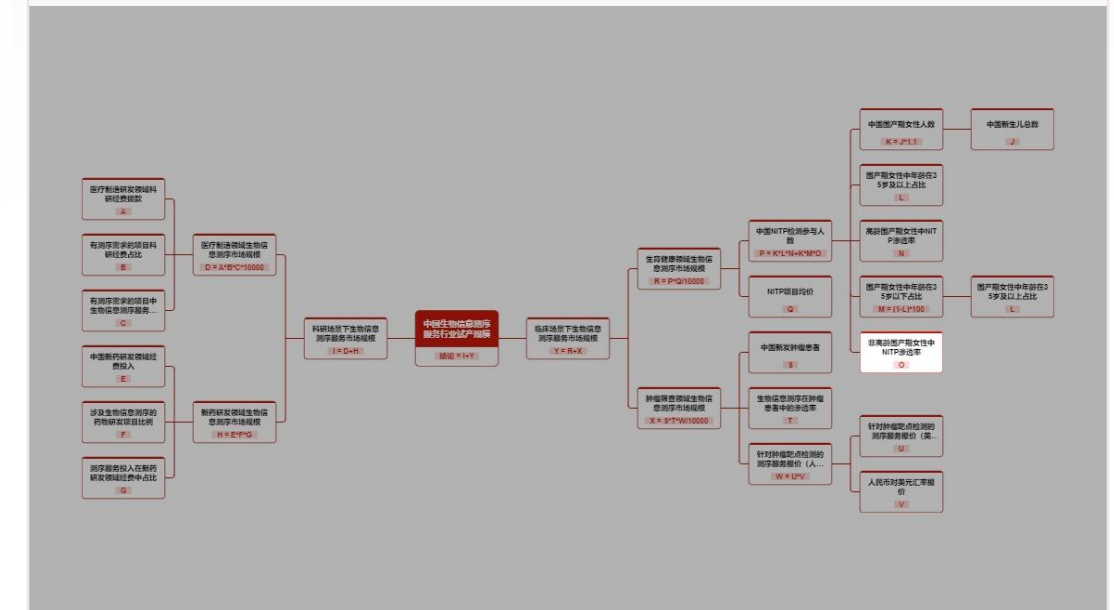 医疗制造研发领域科
研经费拨款
A
有测序需求的项目科
研经费占比
B
有测序需求的项目中
生物信息测序服务...
C
中国新药研发领域经
费投入
E
涉及生物信息测序的
药物研发项目比例
F
测序服务投入在新药
研发领域经费中占比
G
医疗制造领域生物信
息测序市场规模
D = A*B*C*10000
新药研发领域生物信
息测序市场规模
H = E*F*G
科研场景下生物信息
测序服务市场规模
I = D+H
中国生物信息测序
服务行业试产规模
结论 = I+Y
临床场景下生物信息
测序服务市场规模
Y = R+X
生育健康领域生物信
息测序市场规模
R = P*Q/10000
肿瘤筛查领域生物信
息测序市场规模
X = S*T*W/10000
中国NITP检测参与人
数
P = K*L*N+K*M*O
NITP项目均价
Q
中国新发肿瘤患者
S
生物信息测序在肿瘤
患者中的渗透率
T
针对肿瘤靶点检测的
测序服务报价（人...
W = U*V
中国围产期女性人数
K = J*1.1
围产期女性中年龄在3
5岁及以上占比
L
高龄围产期女性中NIT
P渗透率
N
围产期女性中年龄在3
5岁以下占比
M = (1-L)*100
非高龄围产期女性中
NITP渗透率
O
针对肿瘤靶点检测的
测序服务报价（美...
U
人民币对美元汇率报
价
V
中国新生儿总数
J
围产期女性中年龄在3
5岁及以上占比
L